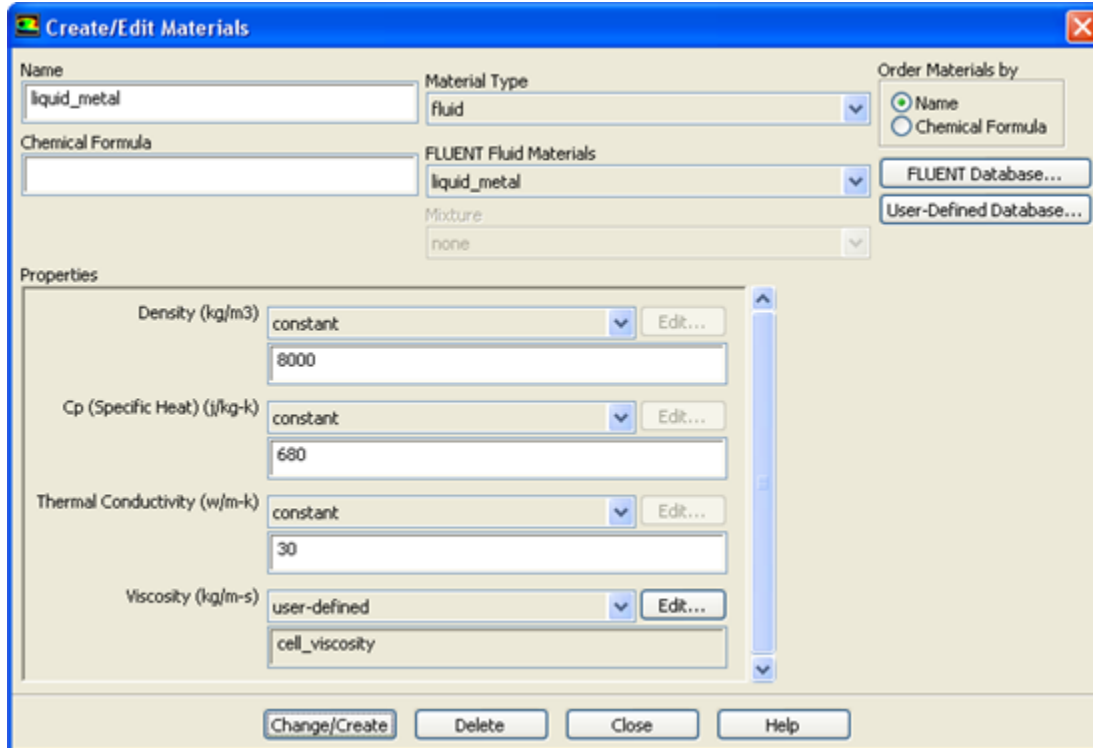 Create/Edit Materials
Name
liquid_metal
Material Type
fluid
Order Materials by
Name
Chemical Formula
Chemical Formula
FLUENT Fluid Materials
liquid_metal
FLUENT Database...
User-Defined Database...
Mixture
none
Properties
Density (kg/m3)
constant
Edit...
8000
Cp (Specific Heat) (j/kg-k)
constant
Edit...
680
Thermal Conductivity (w/m-k)
constant
Edit...
30
Viscosity (kg/m-s)
user-defined
Edit...
cell_viscosity
Change/Create
Delete
Close
Help